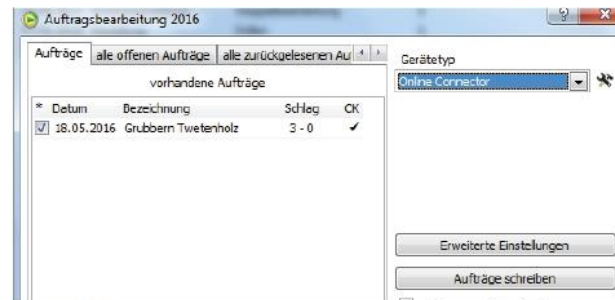 Auftragsbearbeitung 2016
Aufträge
alle offenen Aufträge
alle zurückgelesenen
vorhandene Aufträge
* Datum Bezeichnung Schlag CK
18.05.2016 Grubbern Twetenholz 3 - 0 ✔
Gerätetyp
Online Connector
Erweiterte Einstellungen
Aufträge schreiben